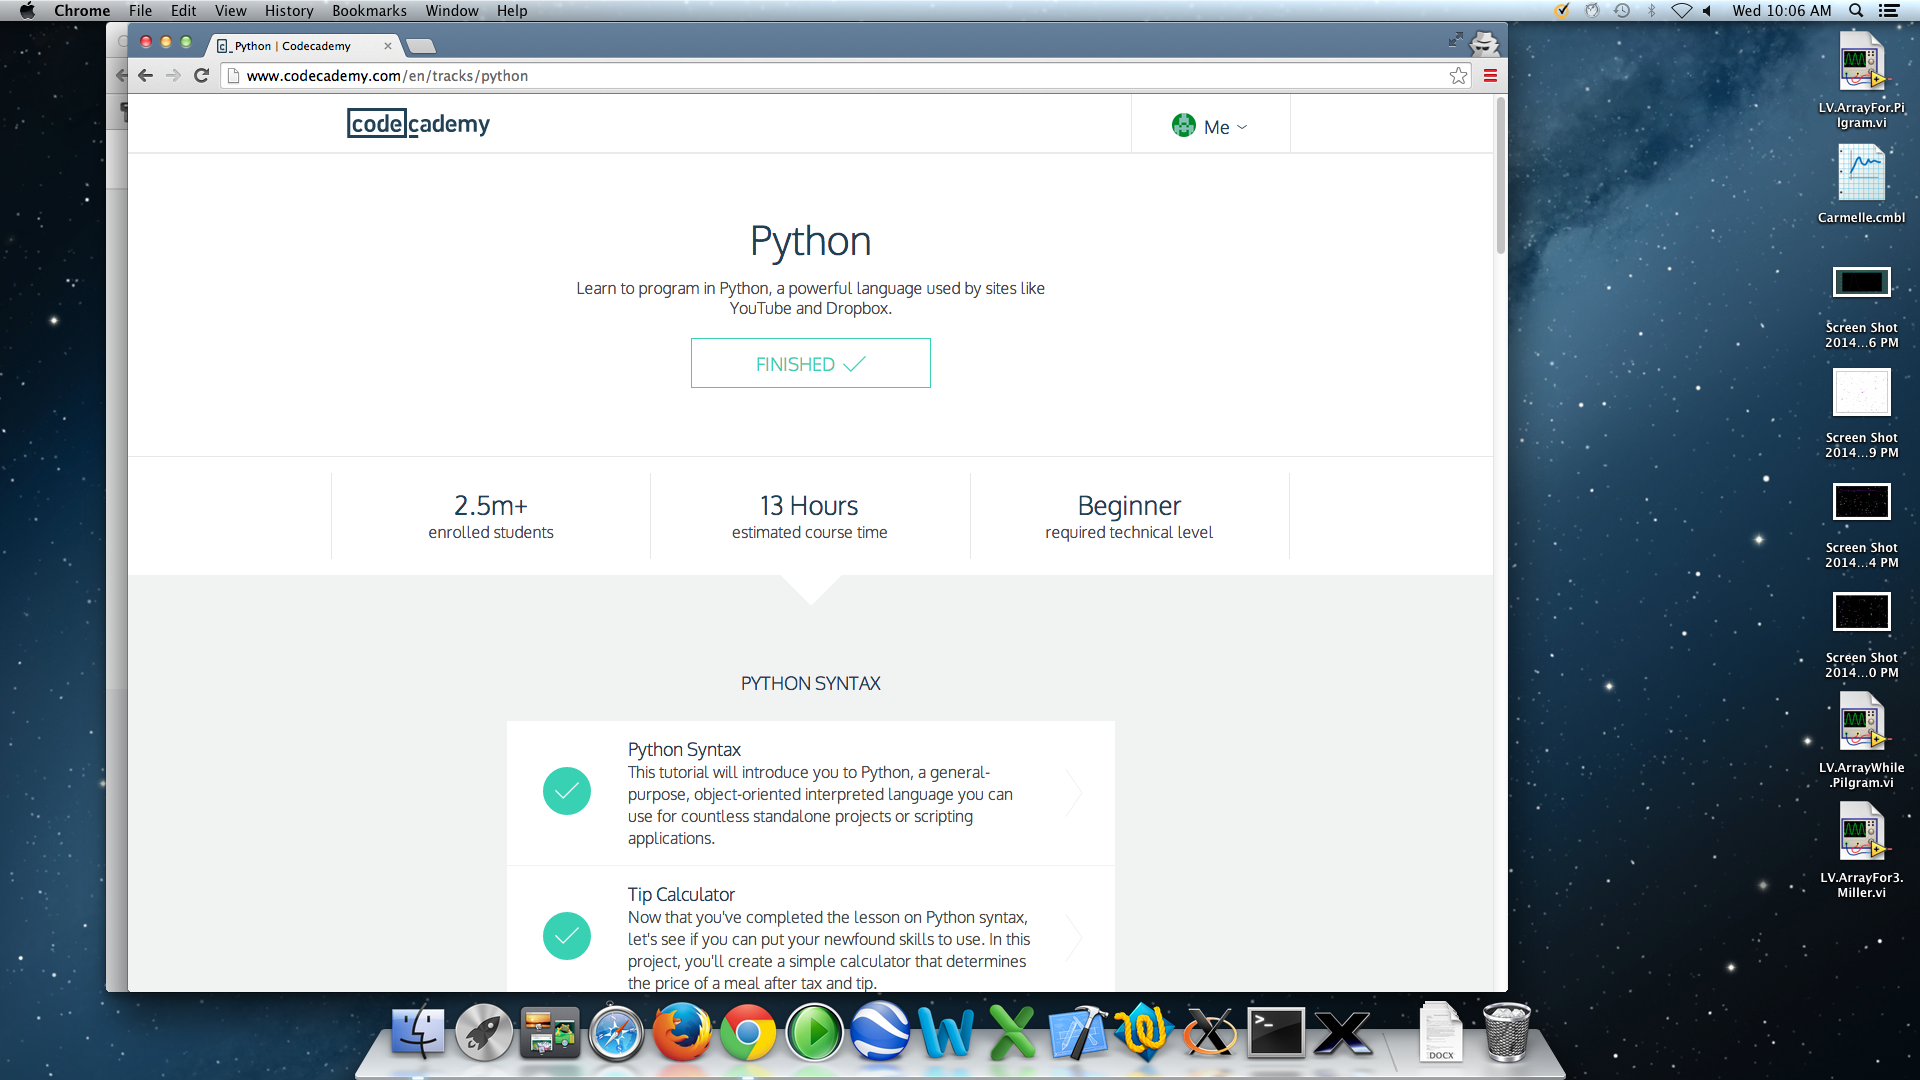 Chrome File Edit View History Bookmarks Window Help
Wed 10:06 AM
Python | Codecademy
www.codecademy.com/en/tracks/python
codecademy
Me
Python
Learn to program in Python, a powerful language used by sites like
YouTube and Dropbox.
FINISHED
2.5m+
enrolled students
13 Hours
estimated course time
Beginner
required technical level
PYTHON SYNTAX
Python Syntax
This tutorial will introduce you to Python, a general-
purpose, object-oriented interpreted language you can
use for countless standalone projects or scripting
applications.
Tip Calculator
Now that you've completed the lesson on Python syntax,
let's see if you can put your newfound skills to use. In this
project, you'll create a simple calculator that determines
the price of a meal after tax and tip.
LV.ArrayFor.Pi
lgram.vi
Carmelle.cmbl
Screen Shot
2014...6 PM
Screen Shot
2014...9 PM
Screen Shot
2014...4 PM
Screen Shot
2014...0 PM
LV.ArrayWhile
.Pilgram.vi
LV.ArrayFor3.
Miller.vi
DOCX